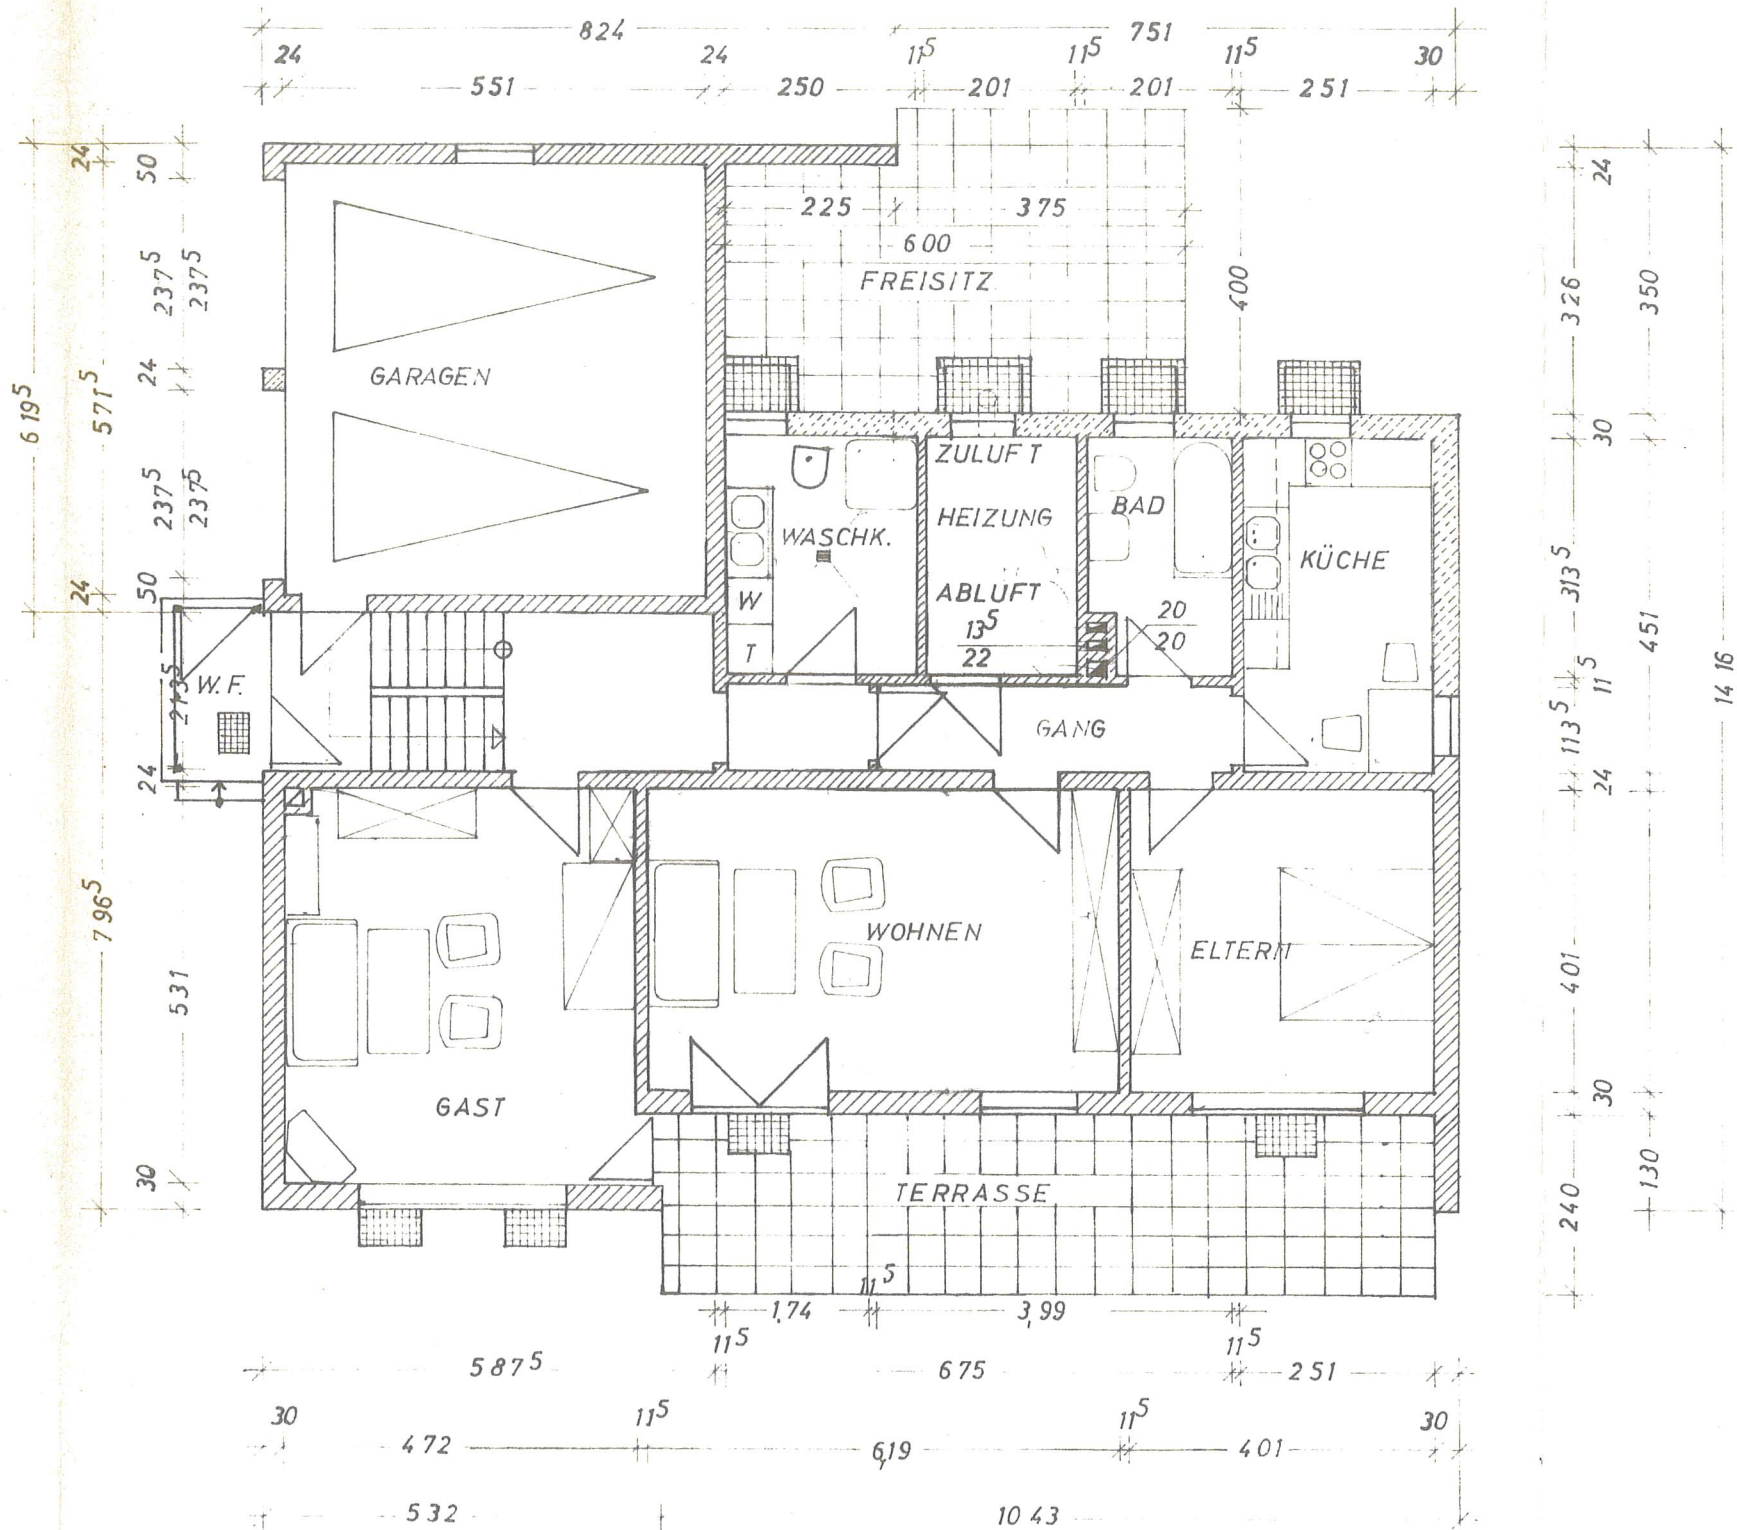 824 751
24 24 11⁵ 11⁵ 11⁵ 30
551 250 201 201 251
24 50 24
225 375
600
FREISITZ
237⁵ 237⁵
400
326 350
24
GARAGEN
619⁵ 571⁵
30
ZULUFT
237⁵ 237⁵
HEIZUNG
BAD
WASCHK.
KÜCHE
313⁵
24 50
W
ABLUFT
13⁵
22
20
20
451
T
W.F.
213⁵
11⁵
14 16
GANG
113⁵
24
24
796⁵
WOHNEN
ELTERN
531
401
GAST
30
30
TERRASSE
240
130
11⁵
1,74 3,99
11⁵ 11⁵
587⁵ 675 251
30 11⁵ 11⁵ 30
472 6,19 401
532 1043